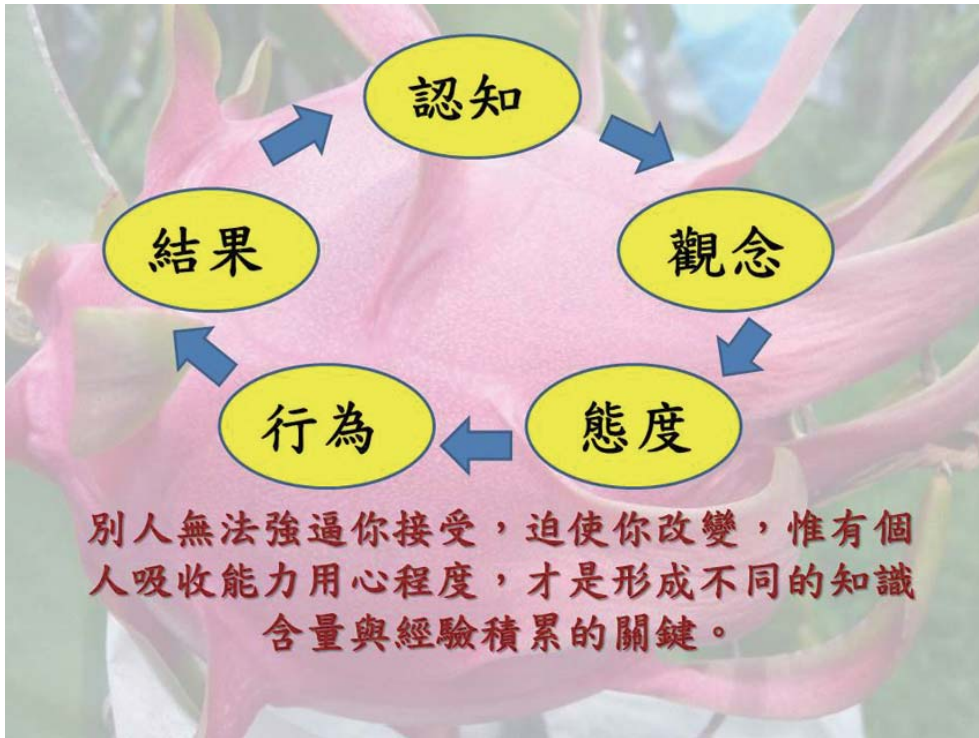 認知
觀念
態度
行為
結果
別人無法強逼你接受，迫使你改變，惟有個
人吸收能力用心程度，才是形成不同的知識
含量與經驗積累的關鍵。